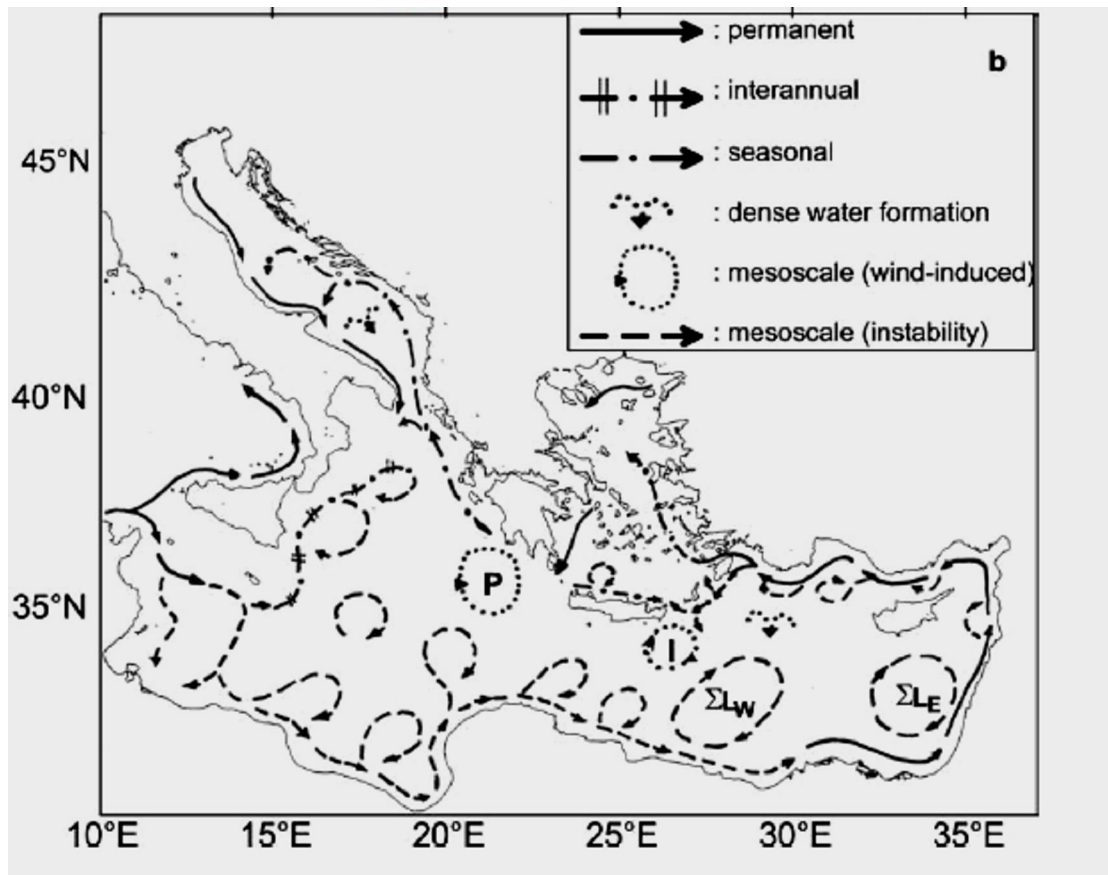 : permanent
b
: interannual
: seasonal
: dense water formation
: mesoscale (wind-induced)
: mesoscale (instability)
45°N
40°N
35°N
P
I
ΣLW
ΣLE
10°E 15°E 20°E 25°E 30°E 35°E